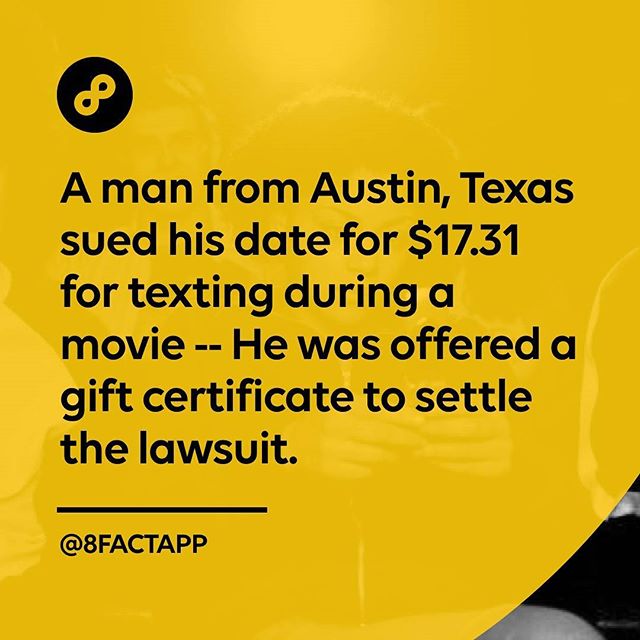 A man from Austin, Texas
sued his date for $17.31
for texting during a
movie -- He was offered a
gift certificate to settle
the lawsuit.
@8FACTAPP